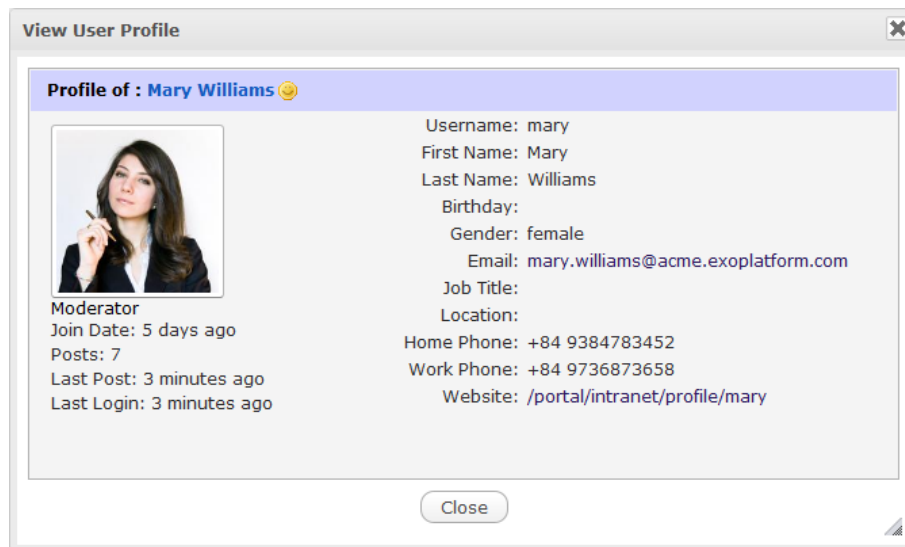 View User Profile
Profile of : Mary Williams
Moderator
Join Date: 5 days ago
Posts: 7
Last Post: 3 minutes ago
Last Login: 3 minutes ago
Username: mary
First Name: Mary
Last Name: Williams
Birthday:
Gender: female
Email: mary.williams@acme.exoplatform.com
Job Title:
Location:
Home Phone: +84 9384783452
Work Phone: +84 9736873658
Website: /portal/intranet/profile/mary
Close